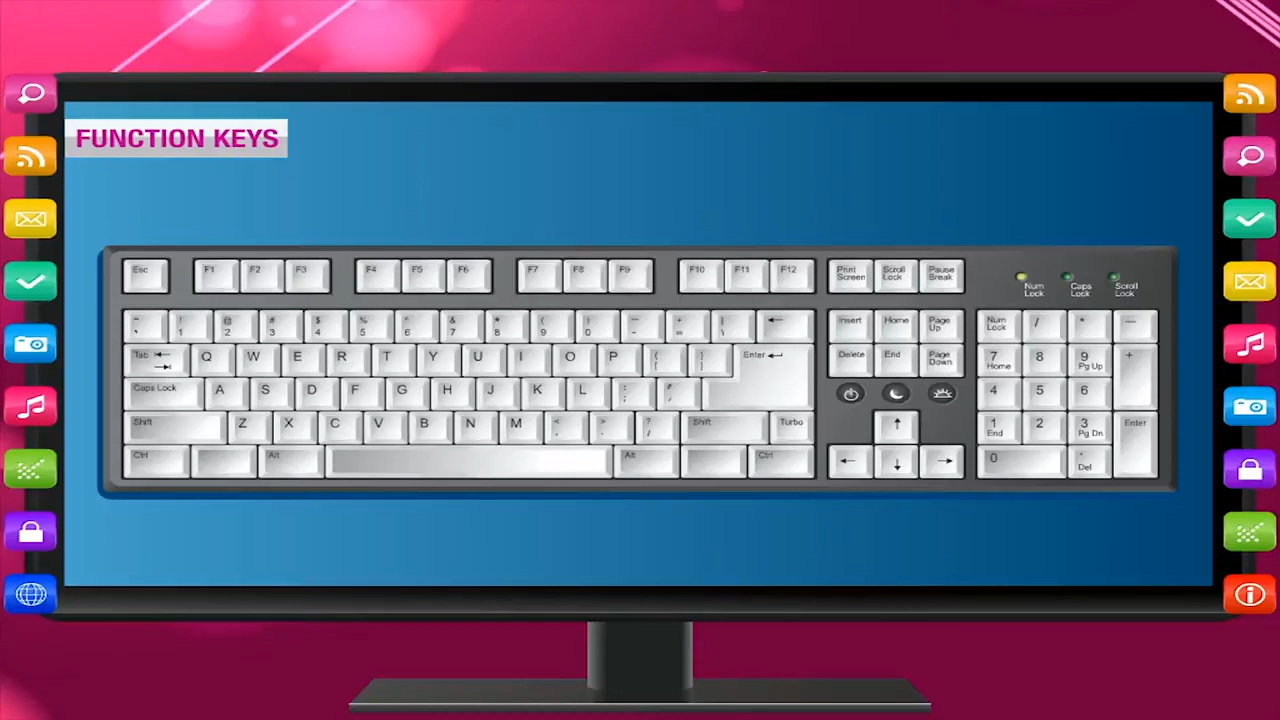 FUNCTION KEYS
Esc F1 F2 F3 F4 F5 F6 F7 F8 F9 F10 F11 F12 Print Screen Scroll Lock Pause Break
Num Lock Caps Lock Scroll Lock
! 1 @ 2 # 3 $ 4 % 5 ^ 6 & 7 * 8 ( 9 ) 0 + = Insert Home Page Up Num Lock / * —
Tab Q W E R T Y U I O P { [ } ] Enter Delete End Page Down 7 Home 8 9 Pg Up +
Caps Lock A S D F G H J K L : ; 4 5 6
Shift Z X C V B N M < , > . ? / Shift Turbo ↑ 1 End 2 3 Pg Dn Enter
Ctrl Alt Alt Ctrl ← ↓ → 0 Del